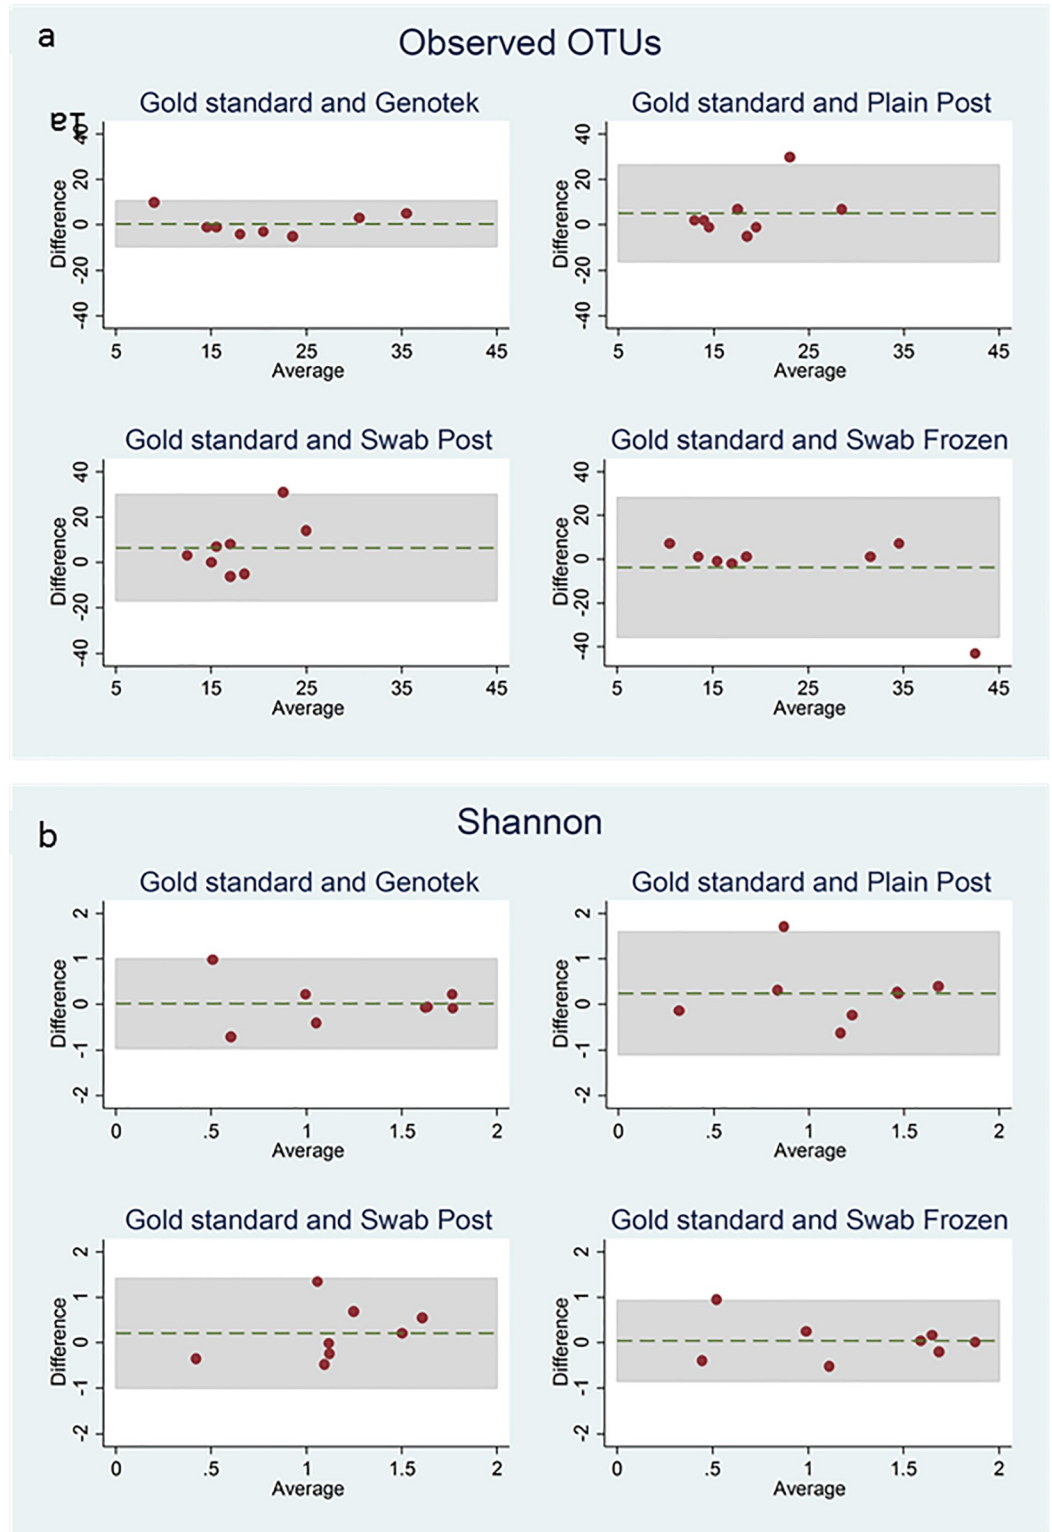 a
Observed OTUs
Gold standard and Genotek
Gold standard and Plain Post
1a
Difference
40
20
0
-20
-40
5 15 25 35 45
Average
Difference
40
20
0
-20
-40
5 15 25 35 45
Average
Gold standard and Swab Post
Gold standard and Swab Frozen
Difference
40
20
0
-20
-40
5 15 25 35 45
Average
Difference
40
20
0
-20
-40
5 15 25 35 45
Average
b
Shannon
Gold standard and Genotek
Gold standard and Plain Post
Difference
2
1
0
-1
-2
0 .5 1 1.5 2
Average
Difference
2
1
0
-1
-2
0 .5 1 1.5 2
Average
Gold standard and Swab Post
Gold standard and Swab Frozen
Difference
2
1
0
-1
-2
0 .5 1 1.5 2
Average
Difference
2
1
0
-1
-2
0 .5 1 1.5 2
Average